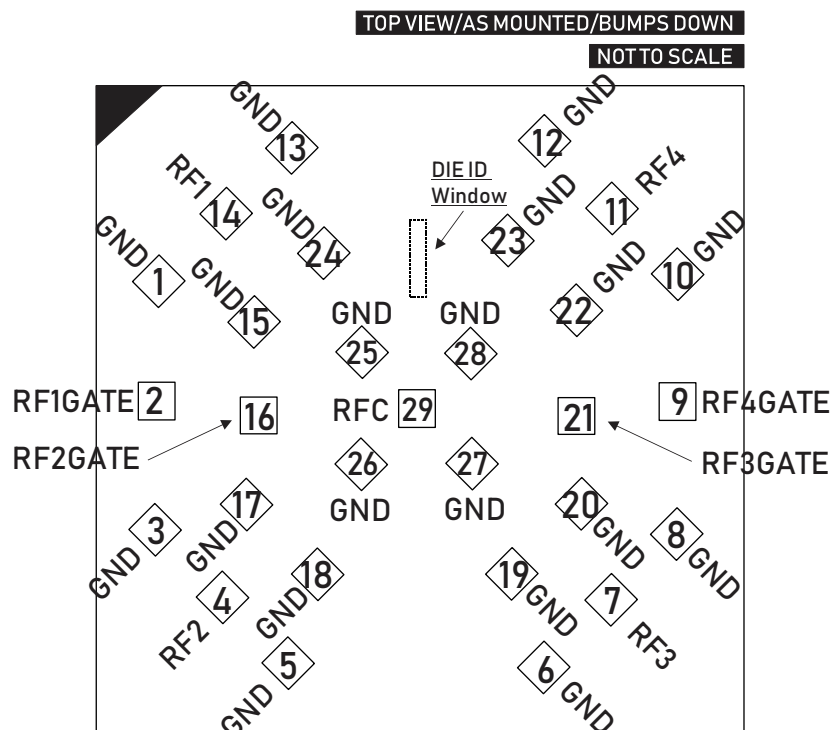 TOP VIEW/AS MOUNTED/BUMPS DOWN
NOT TO SCALE
GND 13
12 GND
RF1 14
DIE ID
Window
11 RF4
GND 24
23 GND
GND 1
10 GND
GND 15
22 GND
GND
GND
25
28
RF1GATE 2
16
RFC 29
21
9 RF4GATE
RF2GATE
RF3GATE
26
27
GND
GND
GND 3
GND 17
20 GND
8 GND
RF2 4
GND 18
19 GND
7 RF3
GND 5
6 GND